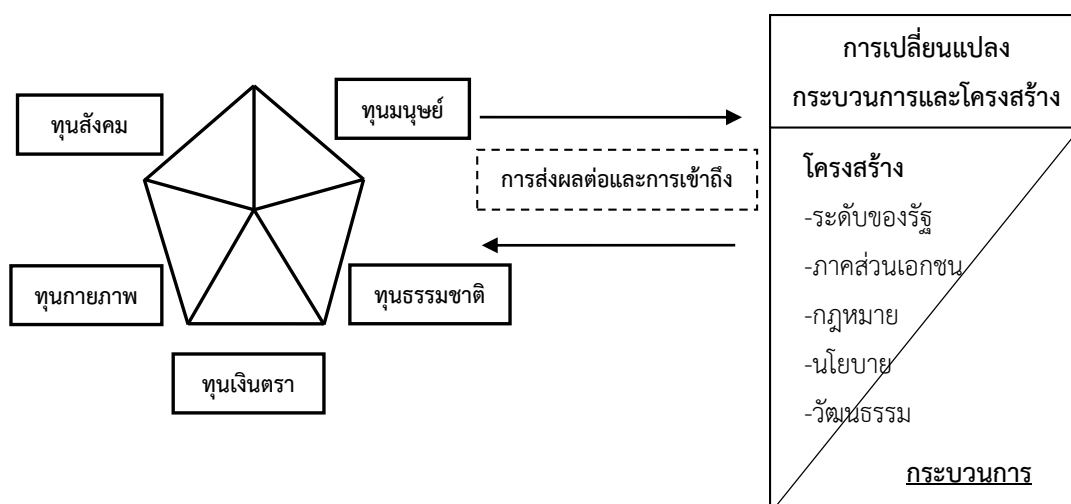 การเปลี่ยนแปลง
กระบวนการและโครงสร้าง
ทุนสังคม
ทุนมนุษย์
การส่งผลต่อและการเข้าถึง
ทุนกายภาพ
ทุนธรรมชาติ
ทุนเงินตรา
โครงสร้าง
-ระดับของรัฐ
-ภาคส่วนเอกชน
-กฎหมาย
-นโยบาย
-วัฒนธรรม
กระบวนการ